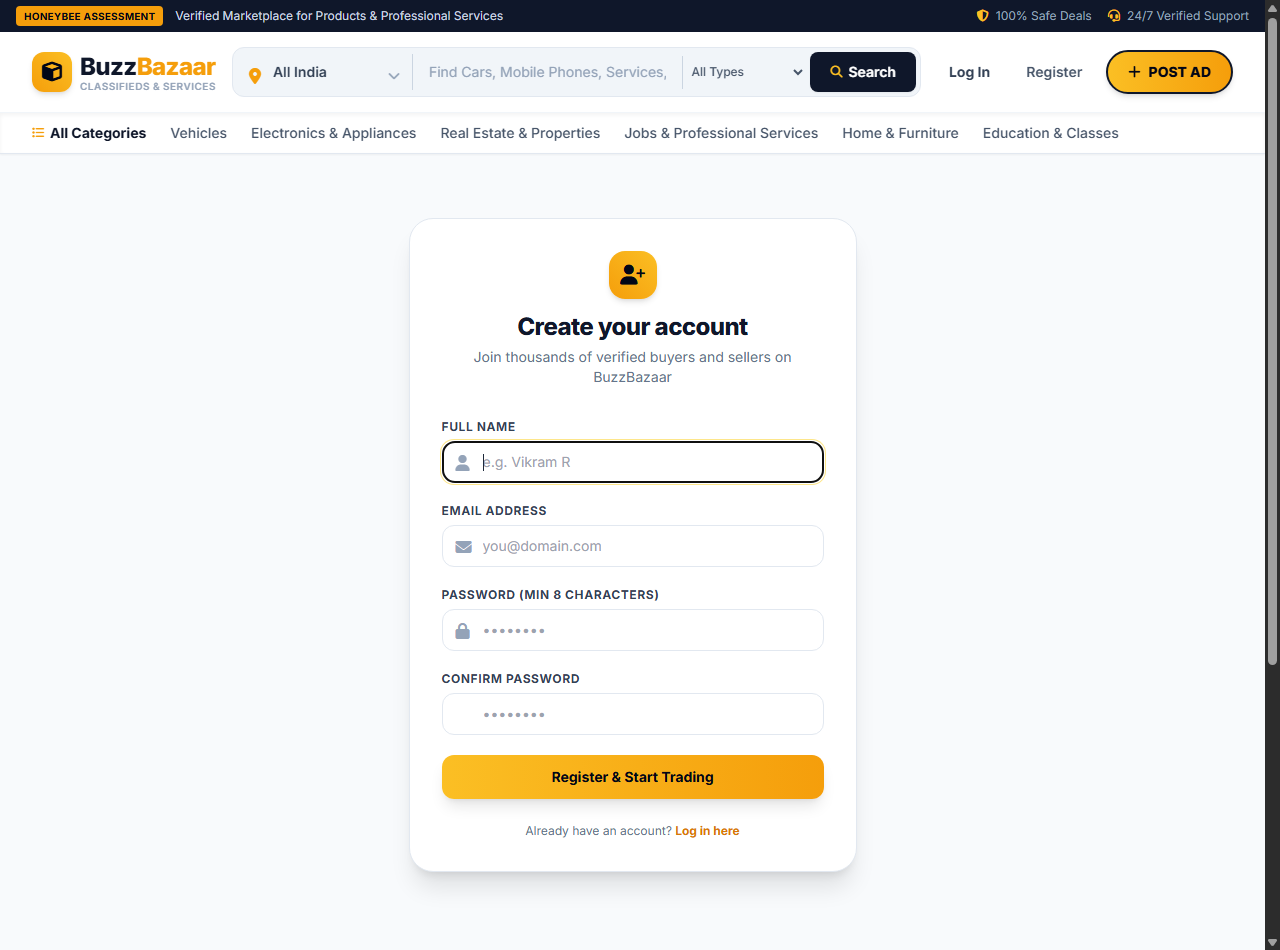 HONEYBEE ASSESSMENT Verified Marketplace for Products & Professional Services 100% Safe Deals 24/7 Verified Support
BuzzBazaar
CLASSIFIEDS & SERVICES
All India Find Cars, Mobile Phones, Services, All Types Search Log In Register + POST AD
All Categories Vehicles Electronics & Appliances Real Estate & Properties Jobs & Professional Services Home & Furniture Education & Classes
Create your account
Join thousands of verified buyers and sellers on
BuzzBazaar
FULL NAME
e.g. Vikram R
EMAIL ADDRESS
you@domain.com
PASSWORD (MIN 8 CHARACTERS)
••••••••
CONFIRM PASSWORD
••••••••
Register & Start Trading
Already have an account? Log in here